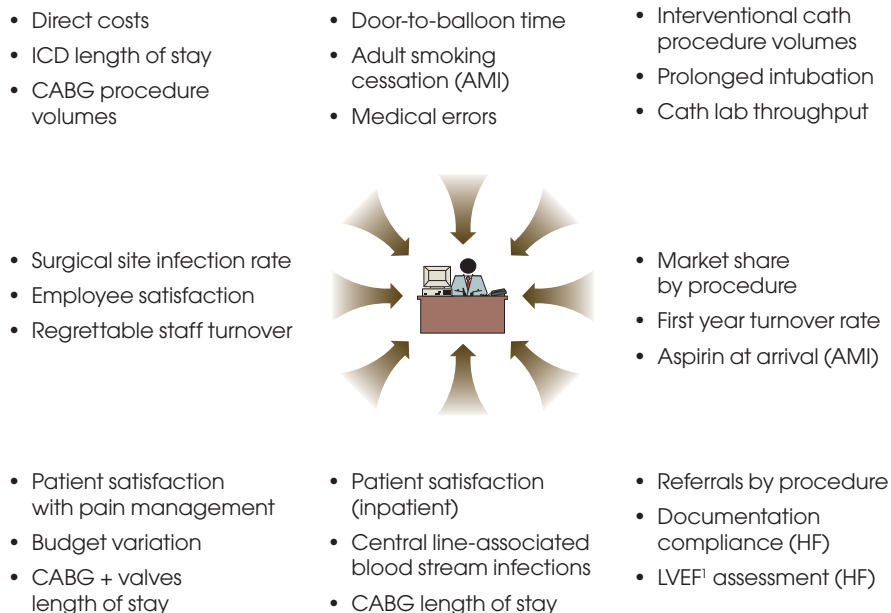 • Direct costs
• ICD length of stay
• CABG procedure
volumes
• Door-to-balloon time
• Adult smoking
cessation (AMI)
• Medical errors
• Interventional cath
procedure volumes
• Prolonged intubation
• Cath lab throughput
• Surgical site infection rate
• Employee satisfaction
• Regrettable staff turnover
• Market share
by procedure
• First year turnover rate
• Aspirin at arrival (AMI)
• Patient satisfaction
with pain management
• Budget variation
• CABG + valves
length of stay
• Patient satisfaction
(inpatient)
• Central line-associated
blood stream infections
• CABG length of stay
• Referrals by procedure
• Documentation
compliance (HF)
• LVEF¹ assessment (HF)